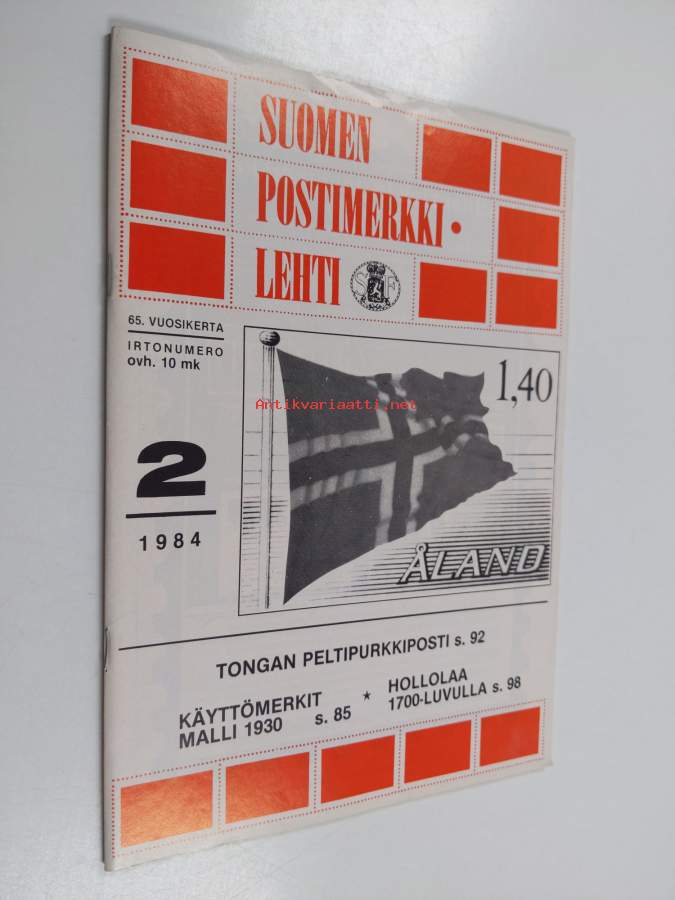 SUOMEN
POSTIMERKKI•
LEHTI
S F
65. VUOSIKERTA
IRTONUMERO
ovh. 10 mk
2
1984
1,40
Antikvariaatti.net
ÅLAND
TONGAN PELTIPURKKIPOSTI s. 92
KÄYTTÖMERKIT
MALLI 1930 s. 85
★
HOLLOLAA
1700-LUVULLA s. 98